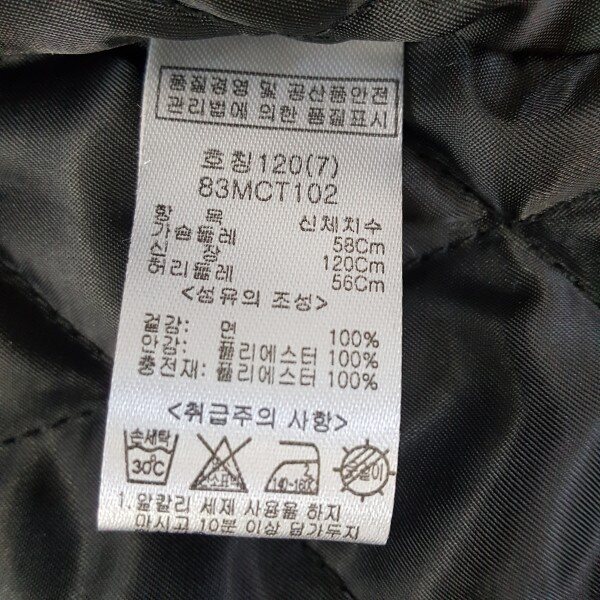 품질경영 및 공산품안전
관리법에 의한 품질표시
호칭120(7)
83MCT102
항 목 신체치수
가슴둘레 58Cm
신 장 120Cm
허리둘레 56Cm
<섬유의 조성>
겉감: 면 100%
안감: 폴리에스터 100%
충전재: 폴리에스터 100%
<취급주의 사항>
손세탁
30℃
140-160℃
1. 알칼리 세제 사용을 하지
마시고 10분 이상 담가두지